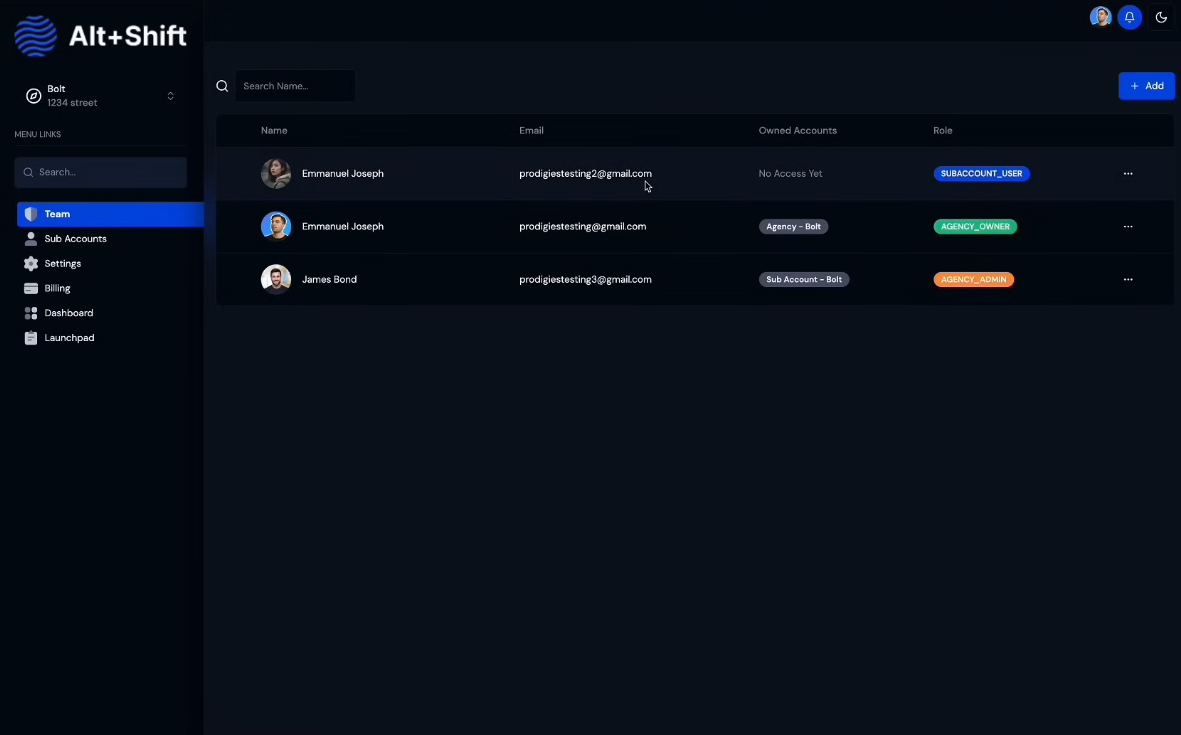 Alt+Shift
Bolt
1234 street
MENU LINKS
Search...
Team
Sub Accounts
Settings
Billing
Dashboard
Launchpad
Search Name...
+ Add
Name Email Owned Accounts Role
Emmanuel Joseph prodigiestesting2@gmail.com No Access Yet SUBACCOUNT_USER ...
Emmanuel Joseph prodigiestesting@gmail.com Agency - Bolt AGENCY_OWNER ...
James Bond prodigiestesting3@gmail.com Sub Account - Bolt AGENCY_ADMIN ...